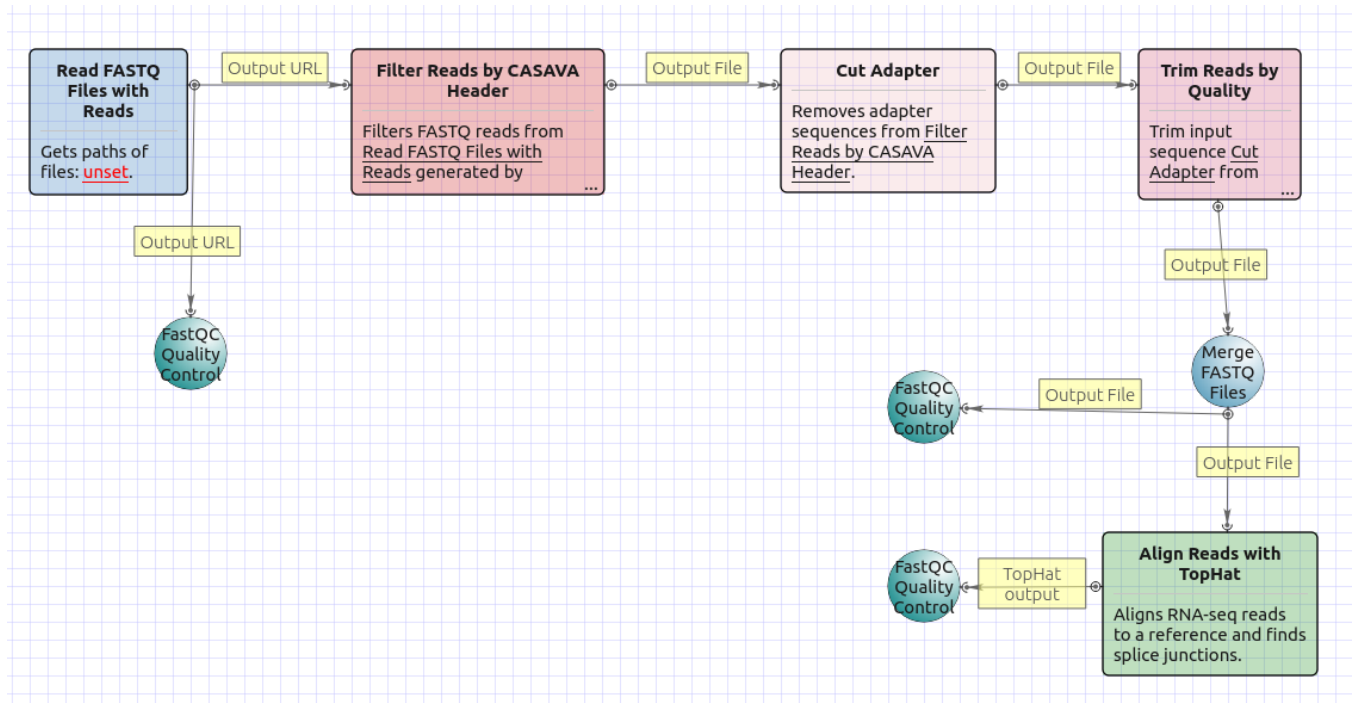 Read FASTQ
Files with
Reads
Gets paths of
files: unset.
Output URL
Filter Reads by CASAVA
Header
Filters FASTQ reads from
Read FASTQ Files with
Reads generated by
...
Output File
Cut Adapter
Removes adapter
sequences from Filter
Reads by CASAVA
Header.
Output File
Trim Reads by
Quality
Trim input
sequence Cut
Adapter from
...
Output URL
FastQC
Quality
Control
Output File
Merge
FASTQ
Files
Output File
FastQC
Quality
Control
Output File
Align Reads with
TopHat
Aligns RNA-seq reads
to a reference and finds
splice junctions.
TopHat
output
FastQC
Quality
Control